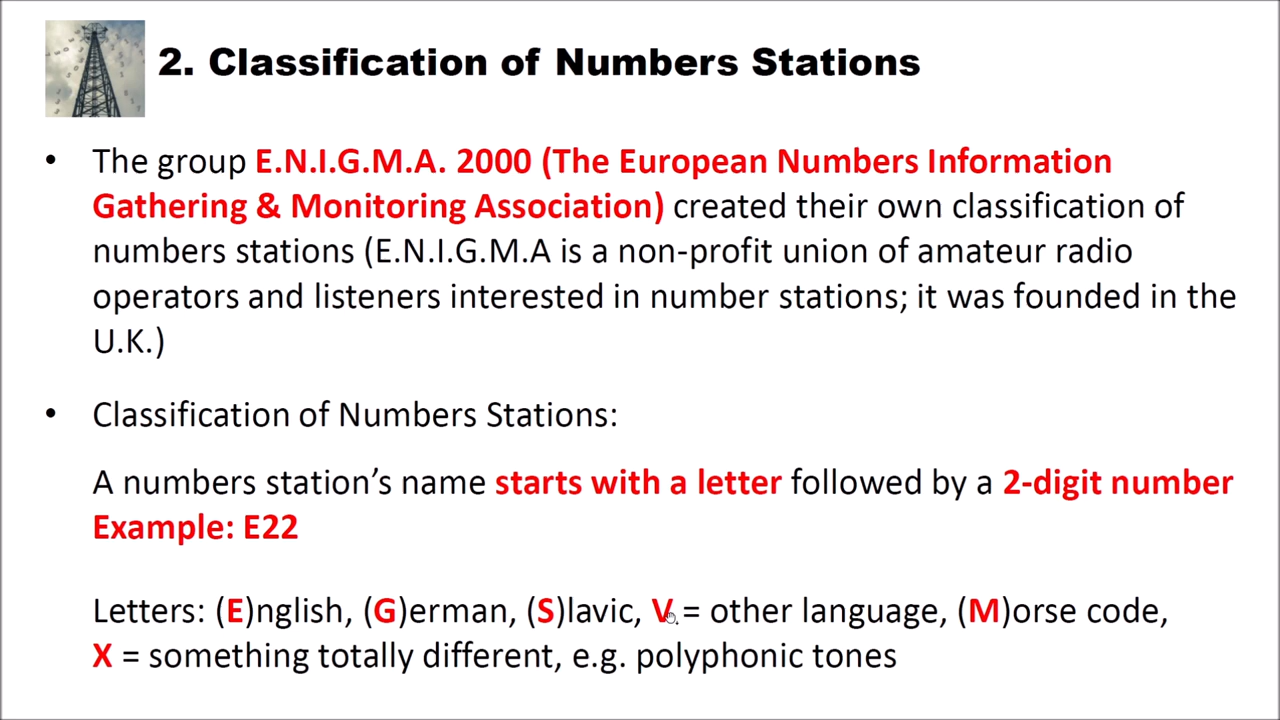 2. Classification of Numbers Stations
• The group E.N.I.G.M.A. 2000 (The European Numbers Information
Gathering & Monitoring Association) created their own classification of
numbers stations (E.N.I.G.M.A is a non-profit union of amateur radio
operators and listeners interested in number stations; it was founded in the
U.K.)
• Classification of Numbers Stations:
A numbers station’s name starts with a letter followed by a 2-digit number
Example: E22
Letters: (E)nglish, (G)erman, (S)lavic, V = other language, (M)orse code,
X = something totally different, e.g. polyphonic tones